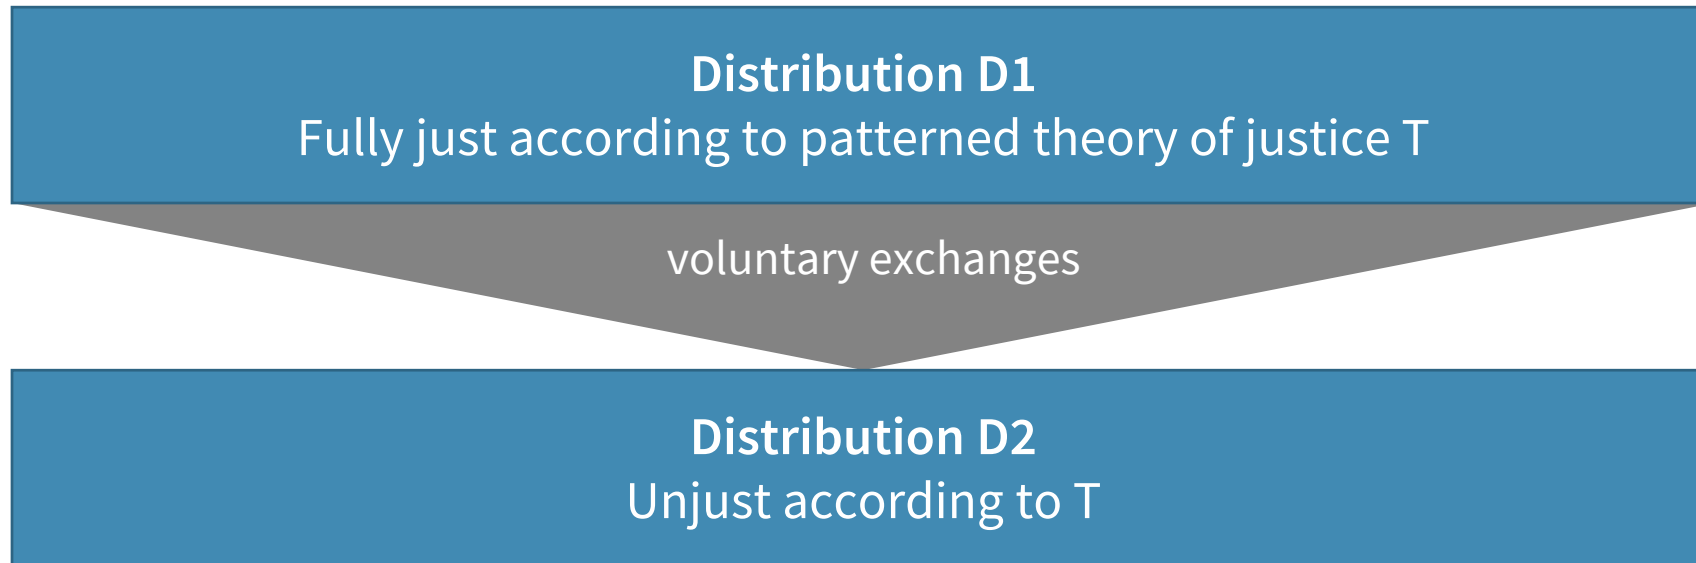 Distribution D1
Fully just according to patterned theory of justice T
voluntary exchanges
Distribution D2
Unjust according to T